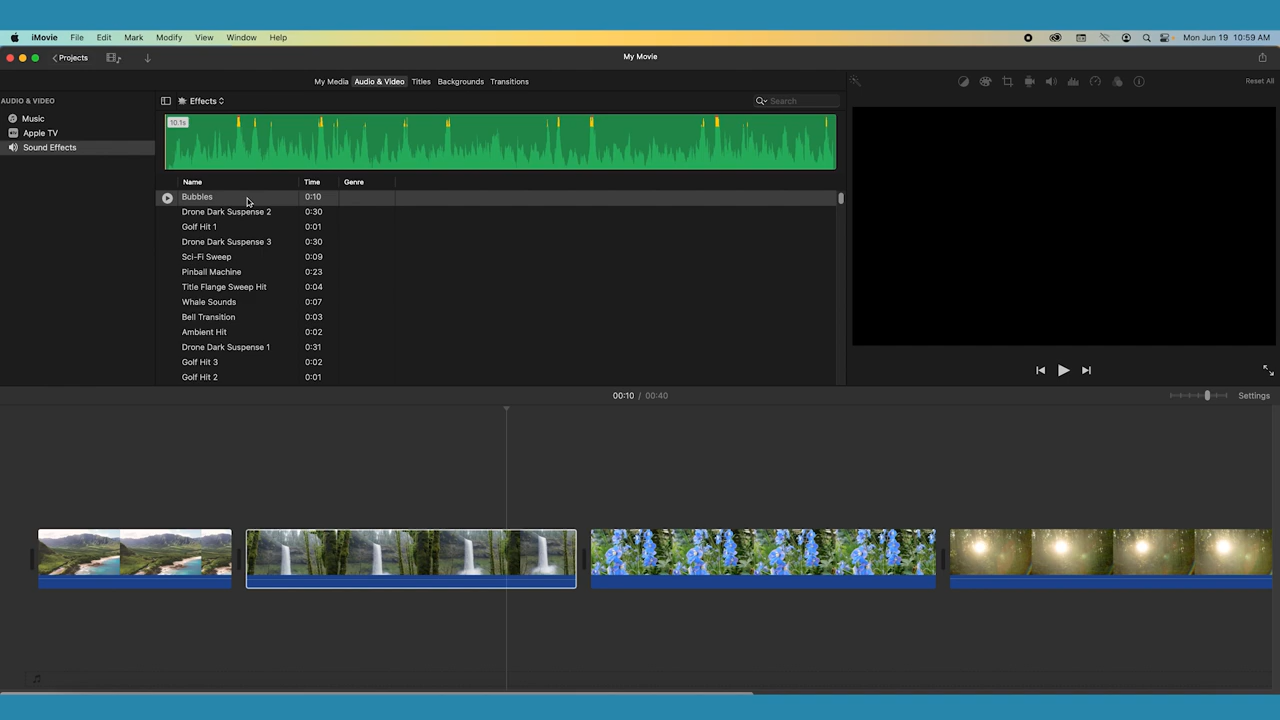 iMovie File Edit Mark Modify View Window Help Mon Jun 19 10:59 AM
Projects My Movie
My Media Audio & Video Titles Backgrounds Transitions
Reset All
AUDIO & VIDEO
Music
Apple TV
Sound Effects
Effects Search
10.1s
Name Time Genre
Bubbles 0:10
Drone Dark Suspense 2 0:30
Golf Hit 1 0:01
Drone Dark Suspense 3 0:30
Sci-Fi Sweep 0:09
Pinball Machine 0:23
Title Flange Sweep Hit 0:04
Whale Sounds 0:07
Bell Transition 0:03
Ambient Hit 0:02
Drone Dark Suspense 1 0:31
Golf Hit 3 0:02
Golf Hit 2 0:01
00:10 / 00:40 Settings